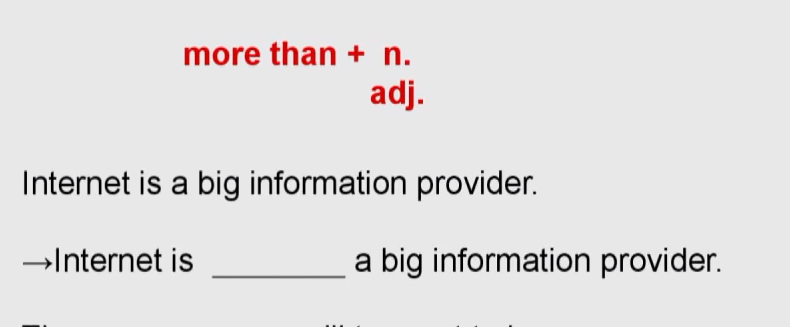 more than + n.
adj.
Internet is a big information provider.
→Internet is ________ a big information provider.